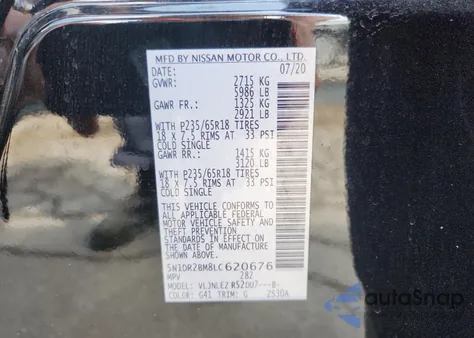 MFD BY NISSAN MOTOR CO., LTD.
DATE: 07/20
GVWR: 2715 KG
5986 LB
GAWR FR.: 1325 KG
2921 LB
WITH P235/65R18 TIRES
18 X 7.5 RIMS AT 33 PSI
COLD SINGLE
GAWR RR.: 1415 KG
3120 LB
WITH P235/65R18 TIRES
18 X 7.5 RIMS AT 33 PSI
COLD SINGLE
THIS VEHICLE CONFORMS TO
ALL APPLICABLE FEDERAL
MOTOR VEHICLE SAFETY
STANDARDS IN EFFECT ON THE
DATE OF MANUFACTURE SHOWN
ABOVE.
5N1DR2BM8LC620676
MPV 282
MODEL:
COLOR: G41 TRIM: G 2530A
AutoSnap